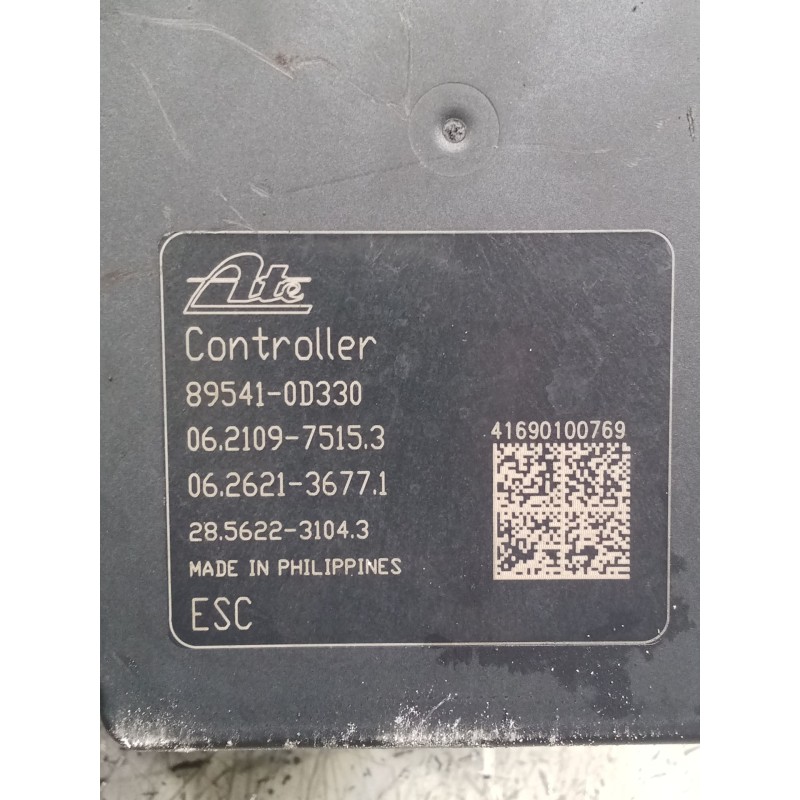 Ate
Controller
89541-0D330
06.2109-7515.3
41690100769
06.2621-3677.1
28.5622-3104.3
MADE IN PHILIPPINES
ESC